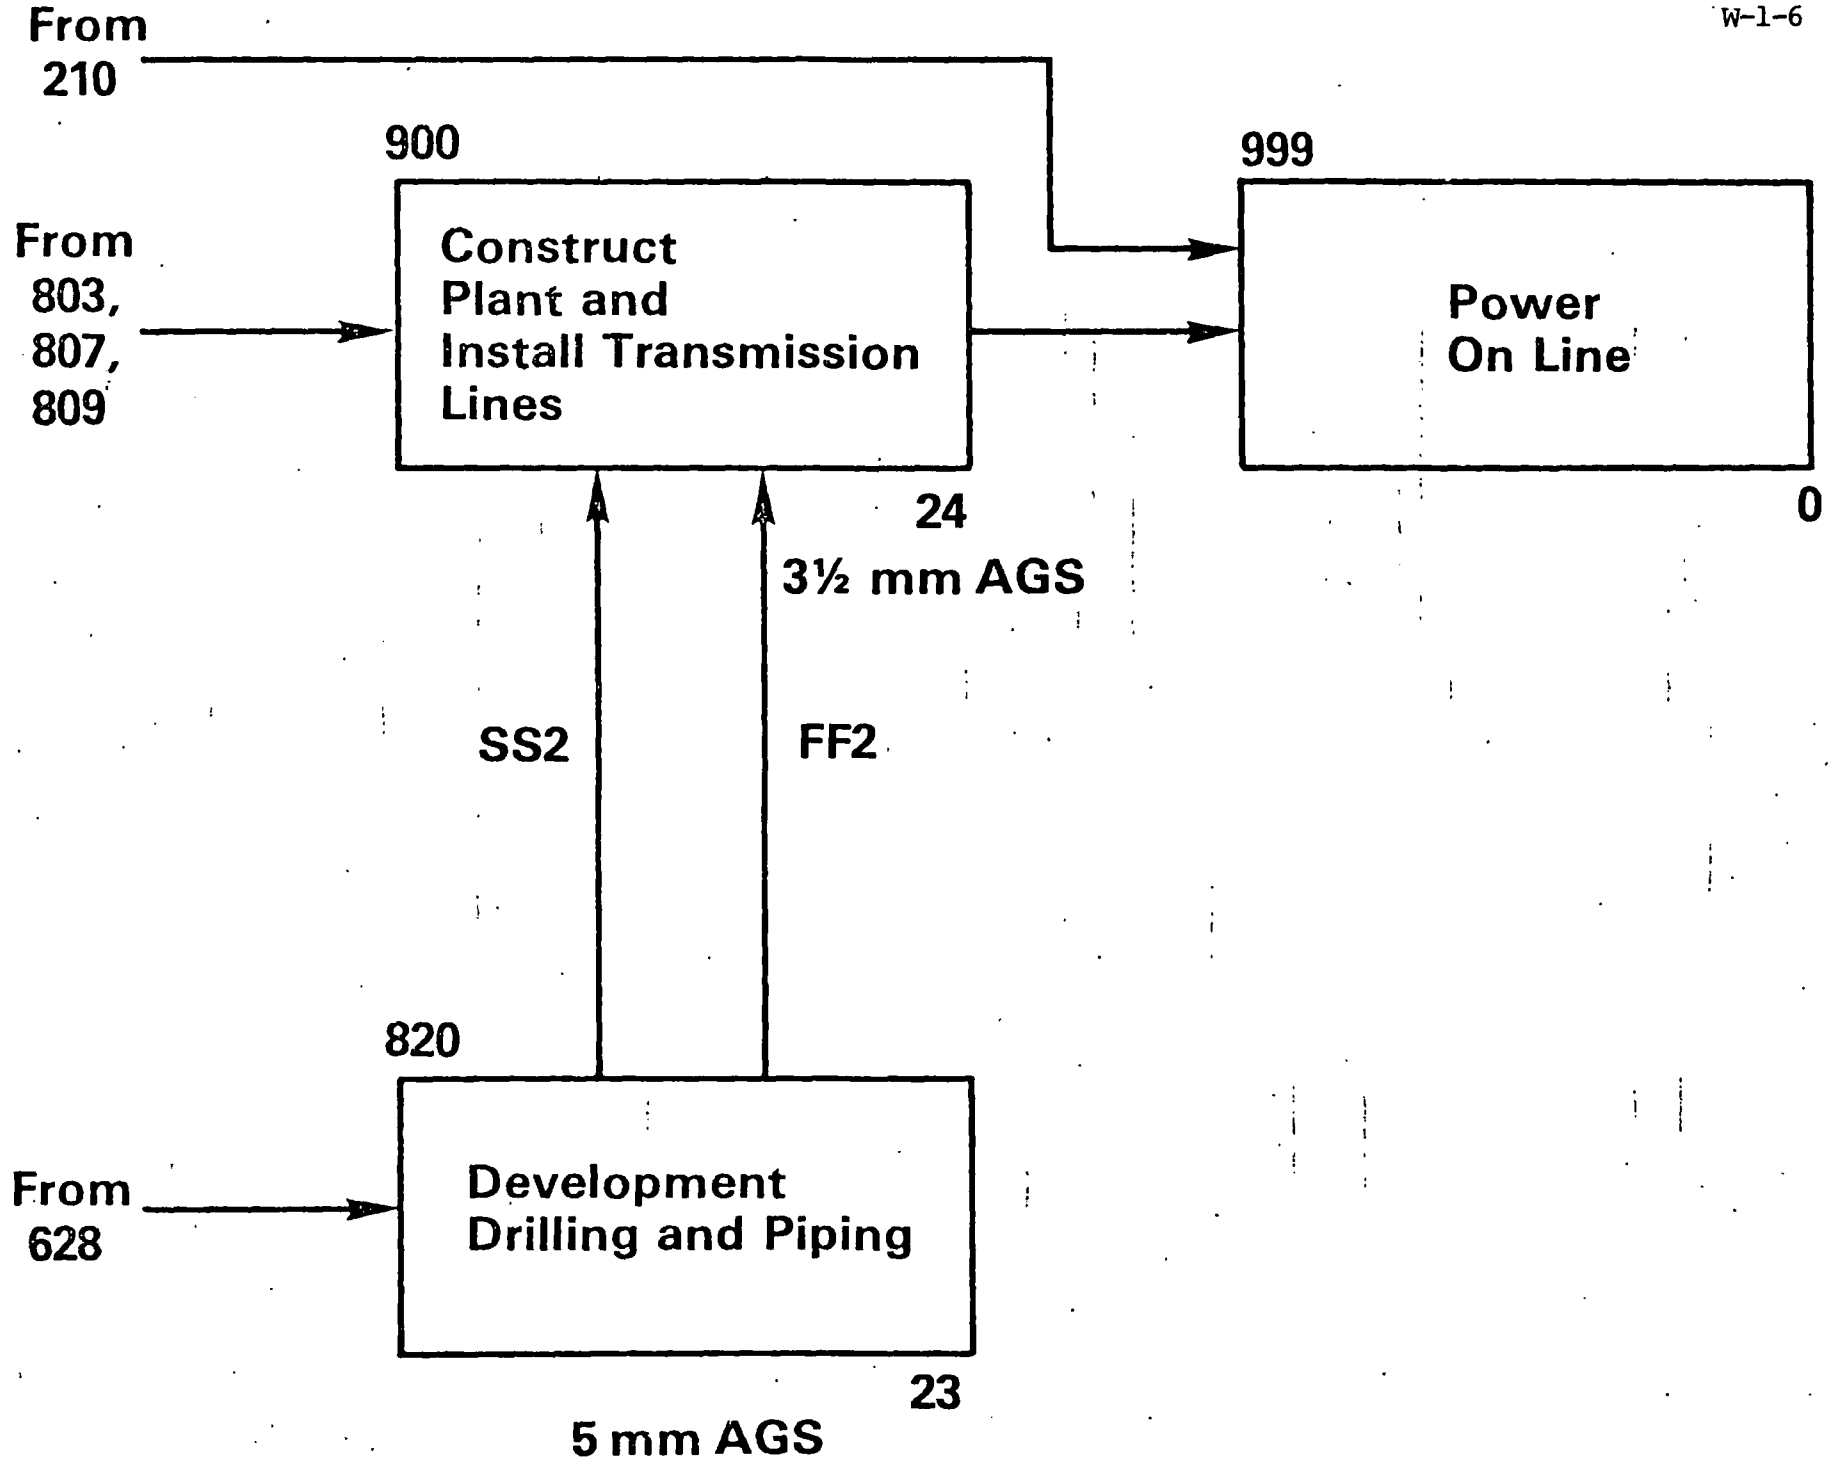 W-1-6
From
210
900
999
From
803,
807,
809
Construct
Plant and
Install Transmission
Lines
Power
On Line
24
0
3½ mm AGS
SS2
FF2
820
From
628
Development
Drilling and Piping
23
5 mm AGS